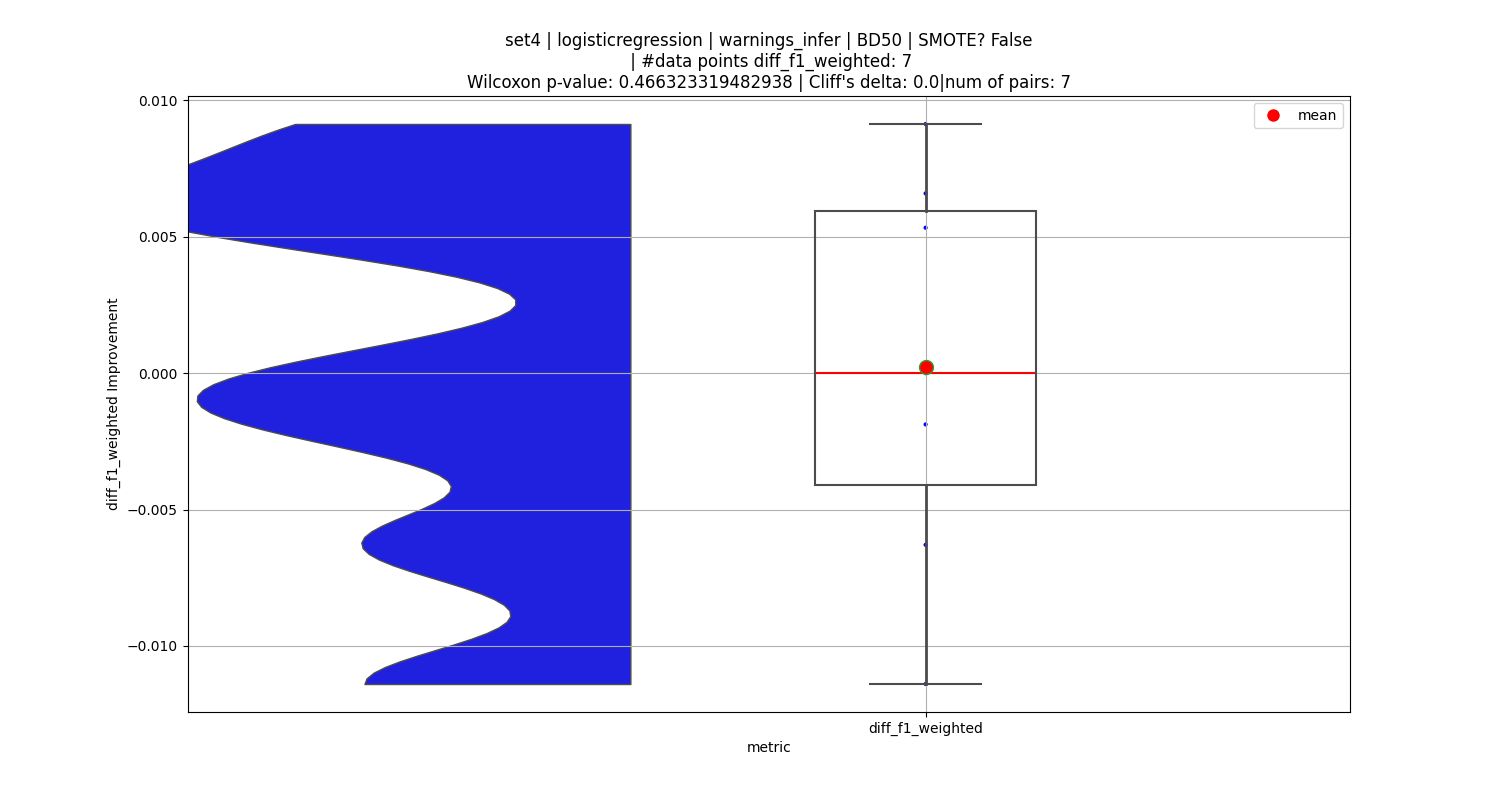 set4 | logisticregression | warnings_infer | BD50 | SMOTE? False
| #data points diff_f1_weighted: 7
Wilcoxon p-value: 0.466323319482938 | Cliff's delta: 0.0|num of pairs: 7
mean
0.010
0.005
0.000
−0.005
−0.010
diff_f1_weighted Improvement
diff_f1_weighted
metric